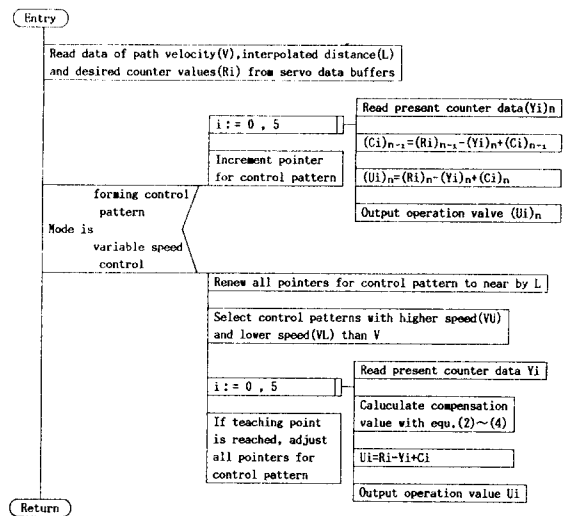 Entry
Read data of path velocity(V),interpolated distance(L)
and desired counter values(Ri) from servo data buffers
i:= 0 , 5
Read present counter data(Yi)n
(Ci)n-1=(Ri)n-1-(Yi)n+(Ci)n-1
(Ui)n=(Ri)n-(Yi)n+(Ci)n
Output operation valve (Ui)n
Increment pointer
for control pattern
forming control
pattern
Mode is
variable speed
control
Renew all pointers for control pattern to near by L
Select control patterns with higher speed(VU)
and lower speed(VL) than V
i:= 0 , 5
Read present counter data Yi
Caluculate compensation
value with equ.(2)～(4)
Ui=Ri-Yi+Ci
Output operation value Ui
If teaching point
is reached, adjust
all pointers for
control pattern
Return